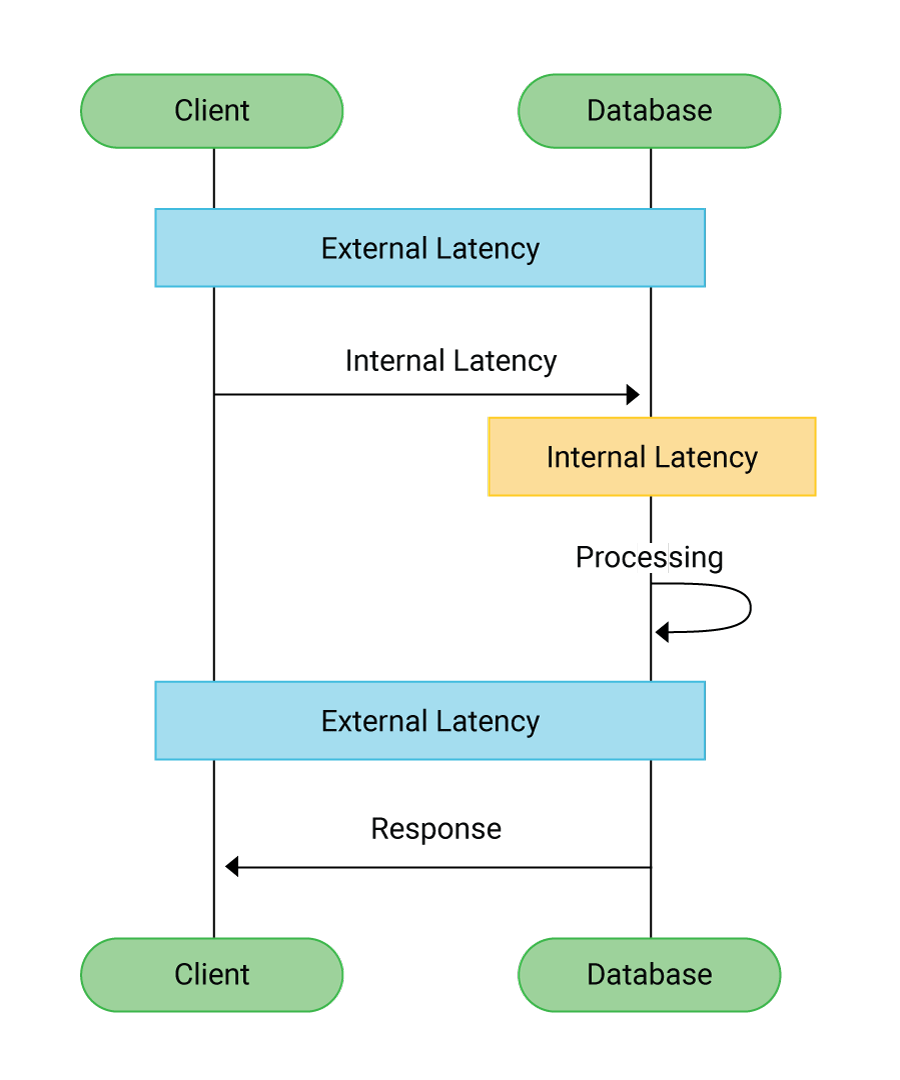 Client
Database
External Latency
Internal Latency
Internal Latency
Processing
External Latency
Response
Client
Database